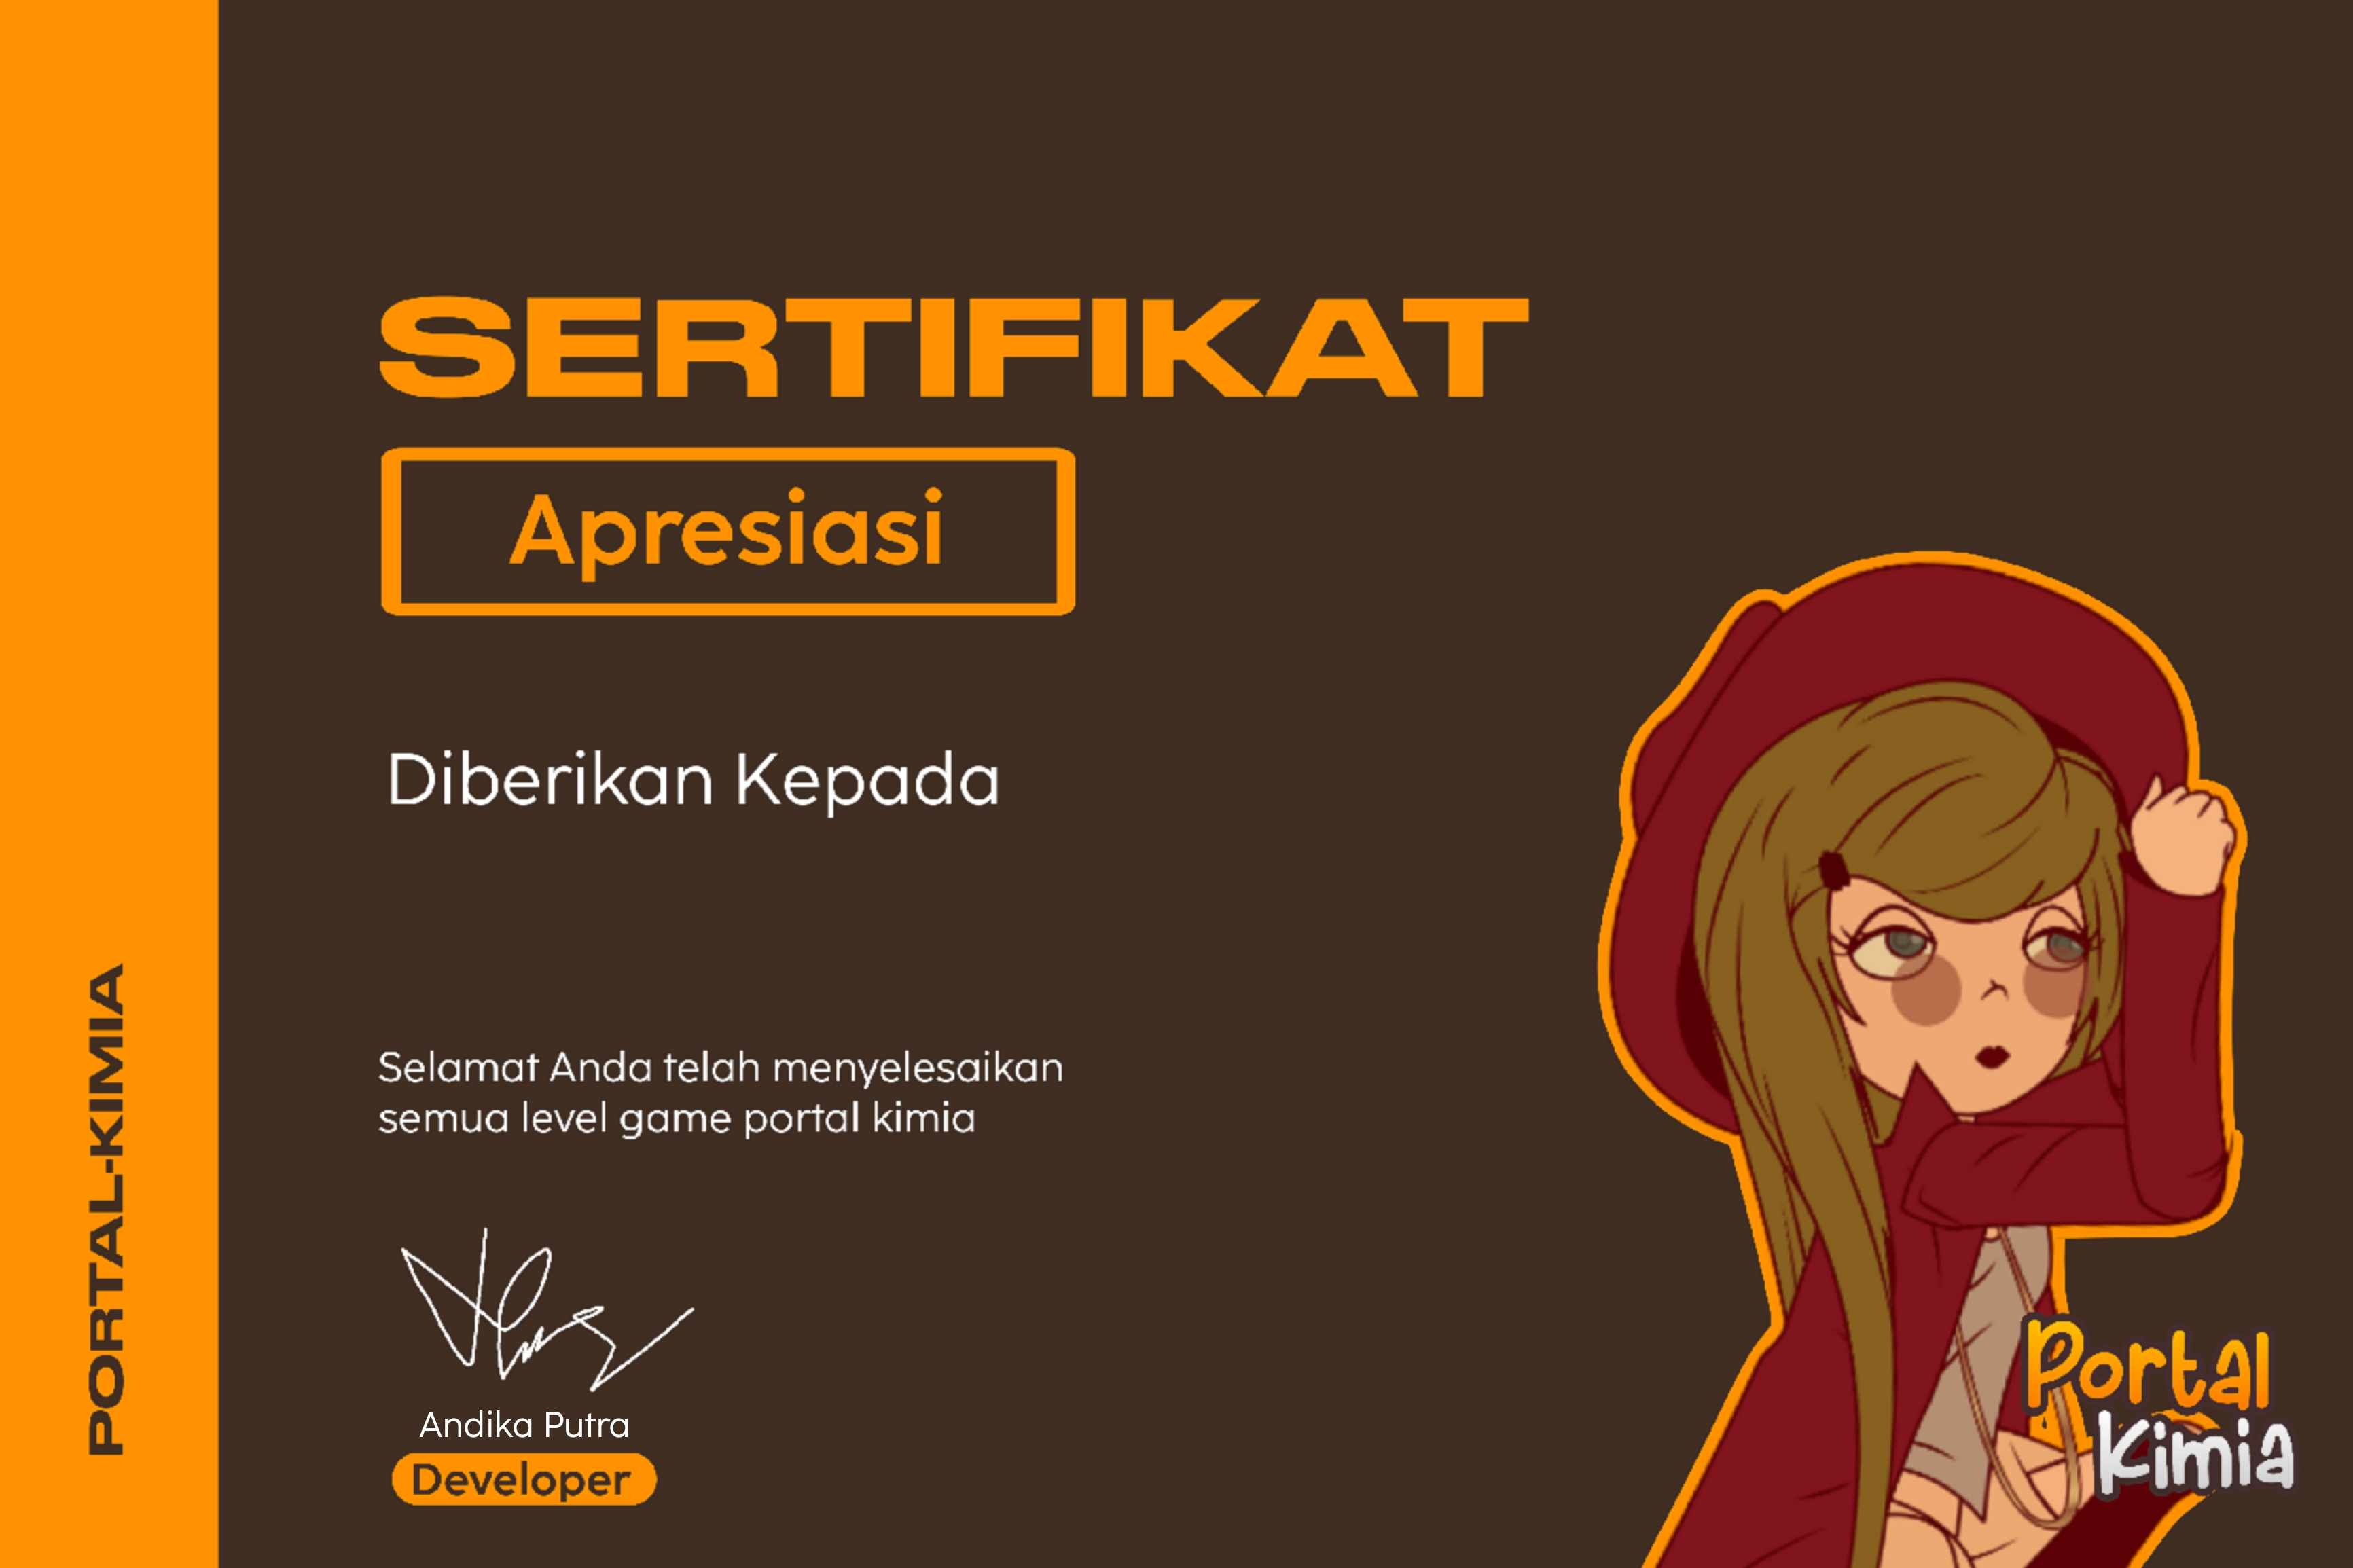 SERTIFIKAT
Apresiasi
Diberikan Kepada
Selamat Anda telah menyelesaikan
semua level game portal kimia
Andika Putra
Developer
PORTAL-KIMIA
Portal
Kimia